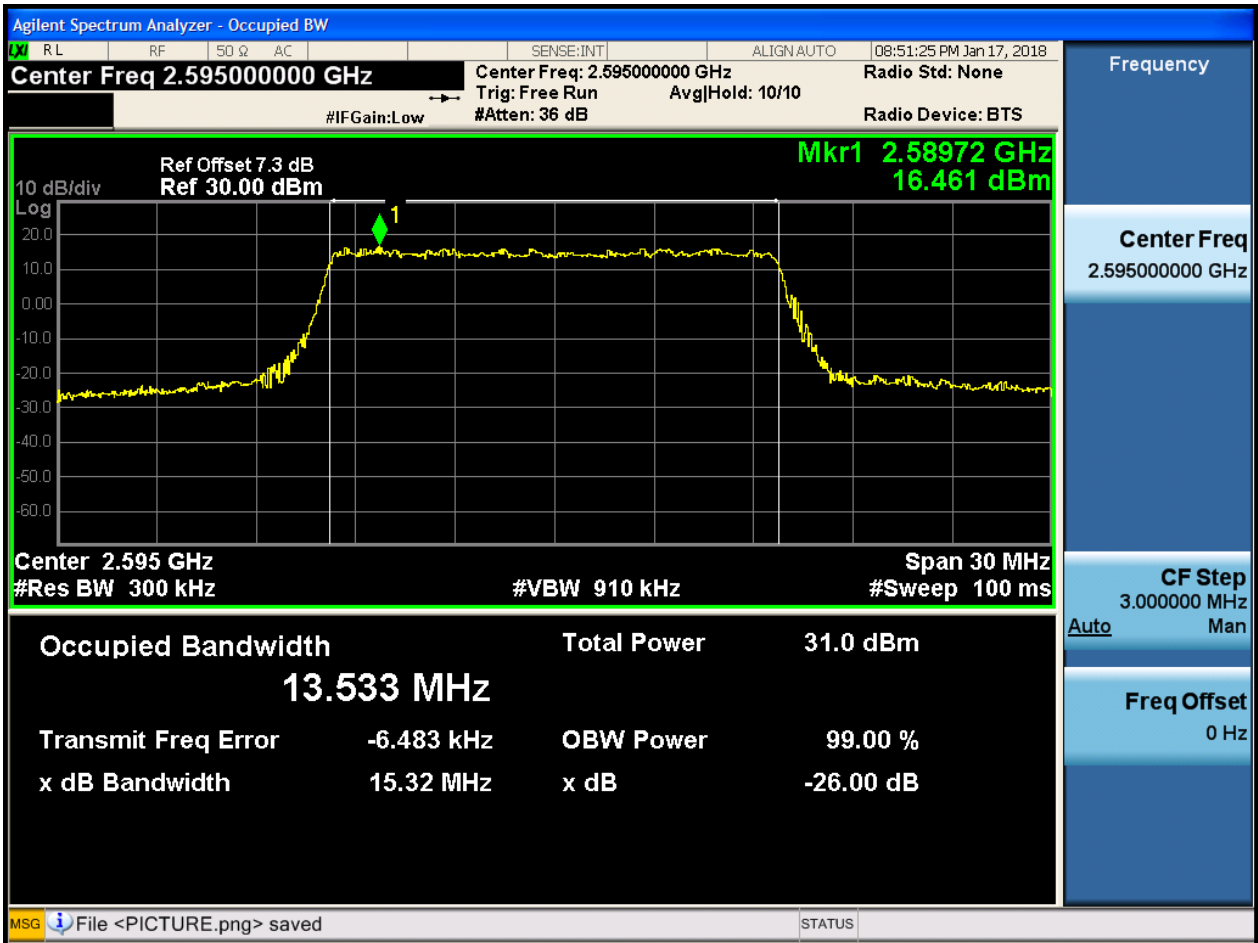 Agilent Spectrum Analyzer - Occupied BW
LXI RL RF 50 Ω AC SENSE:INT ALIGN AUTO 08:51:25 PM Jan 17, 2018
Center Freq 2.595000000 GHz
Center Freq: 2.595000000 GHz Radio Std: None
Trig: Free Run Avg|Hold: 10/10
#IFGain:Low #Atten: 36 dB Radio Device: BTS
Frequency
Mkr1 2.58972 GHz
16.461 dBm
Ref Offset 7.3 dB
10 dB/div Ref 30.00 dBm
Log
1
20.0
10.0
0.00
-10.0
-20.0
-30.0
-40.0
-50.0
-60.0
Center 2.595 GHz Span 30 MHz
#Res BW 300 kHz #VBW 910 kHz #Sweep 100 ms
Center Freq
2.595000000 GHz
CF Step
3.000000 MHz
Auto Man
Freq Offset
0 Hz
Occupied Bandwidth Total Power 31.0 dBm
13.533 MHz
Transmit Freq Error -6.483 kHz OBW Power 99.00 %
x dB Bandwidth 15.32 MHz x dB -26.00 dB
MSG File <PICTURE.png> saved STATUS